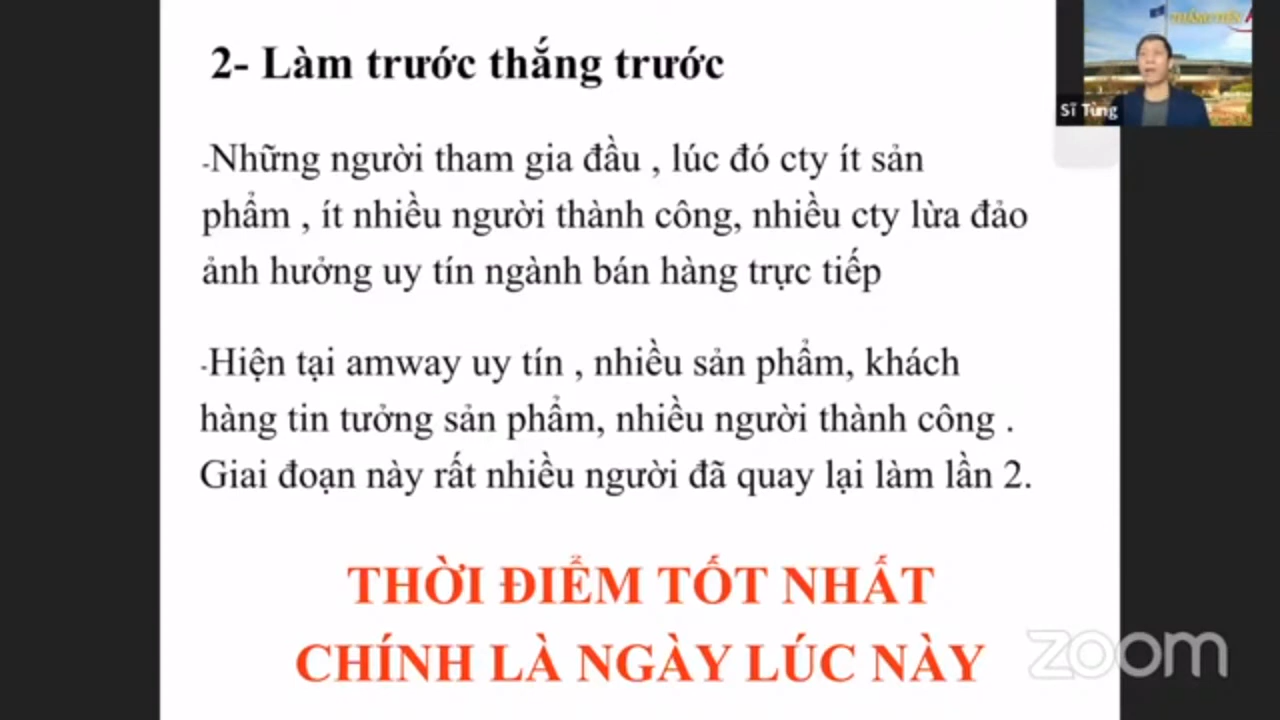 2- Làm trước thắng trước
-Những người tham gia đầu , lúc đó cty ít sản
phẩm , ít nhiều người thành công, nhiều cty lừa đảo
ảnh hưởng uy tín ngành bán hàng trực tiếp
-Hiện tại amway uy tín , nhiều sản phẩm, khách
hàng tin tưởng sản phẩm, nhiều người thành công .
Giai đoạn này rất nhiều người đã quay lại làm lần 2.
THỜI ĐIỂM TỐT NHẤT
CHÍNH LÀ NGÀY LÚC NÀY
Sĩ Tùng
zoom